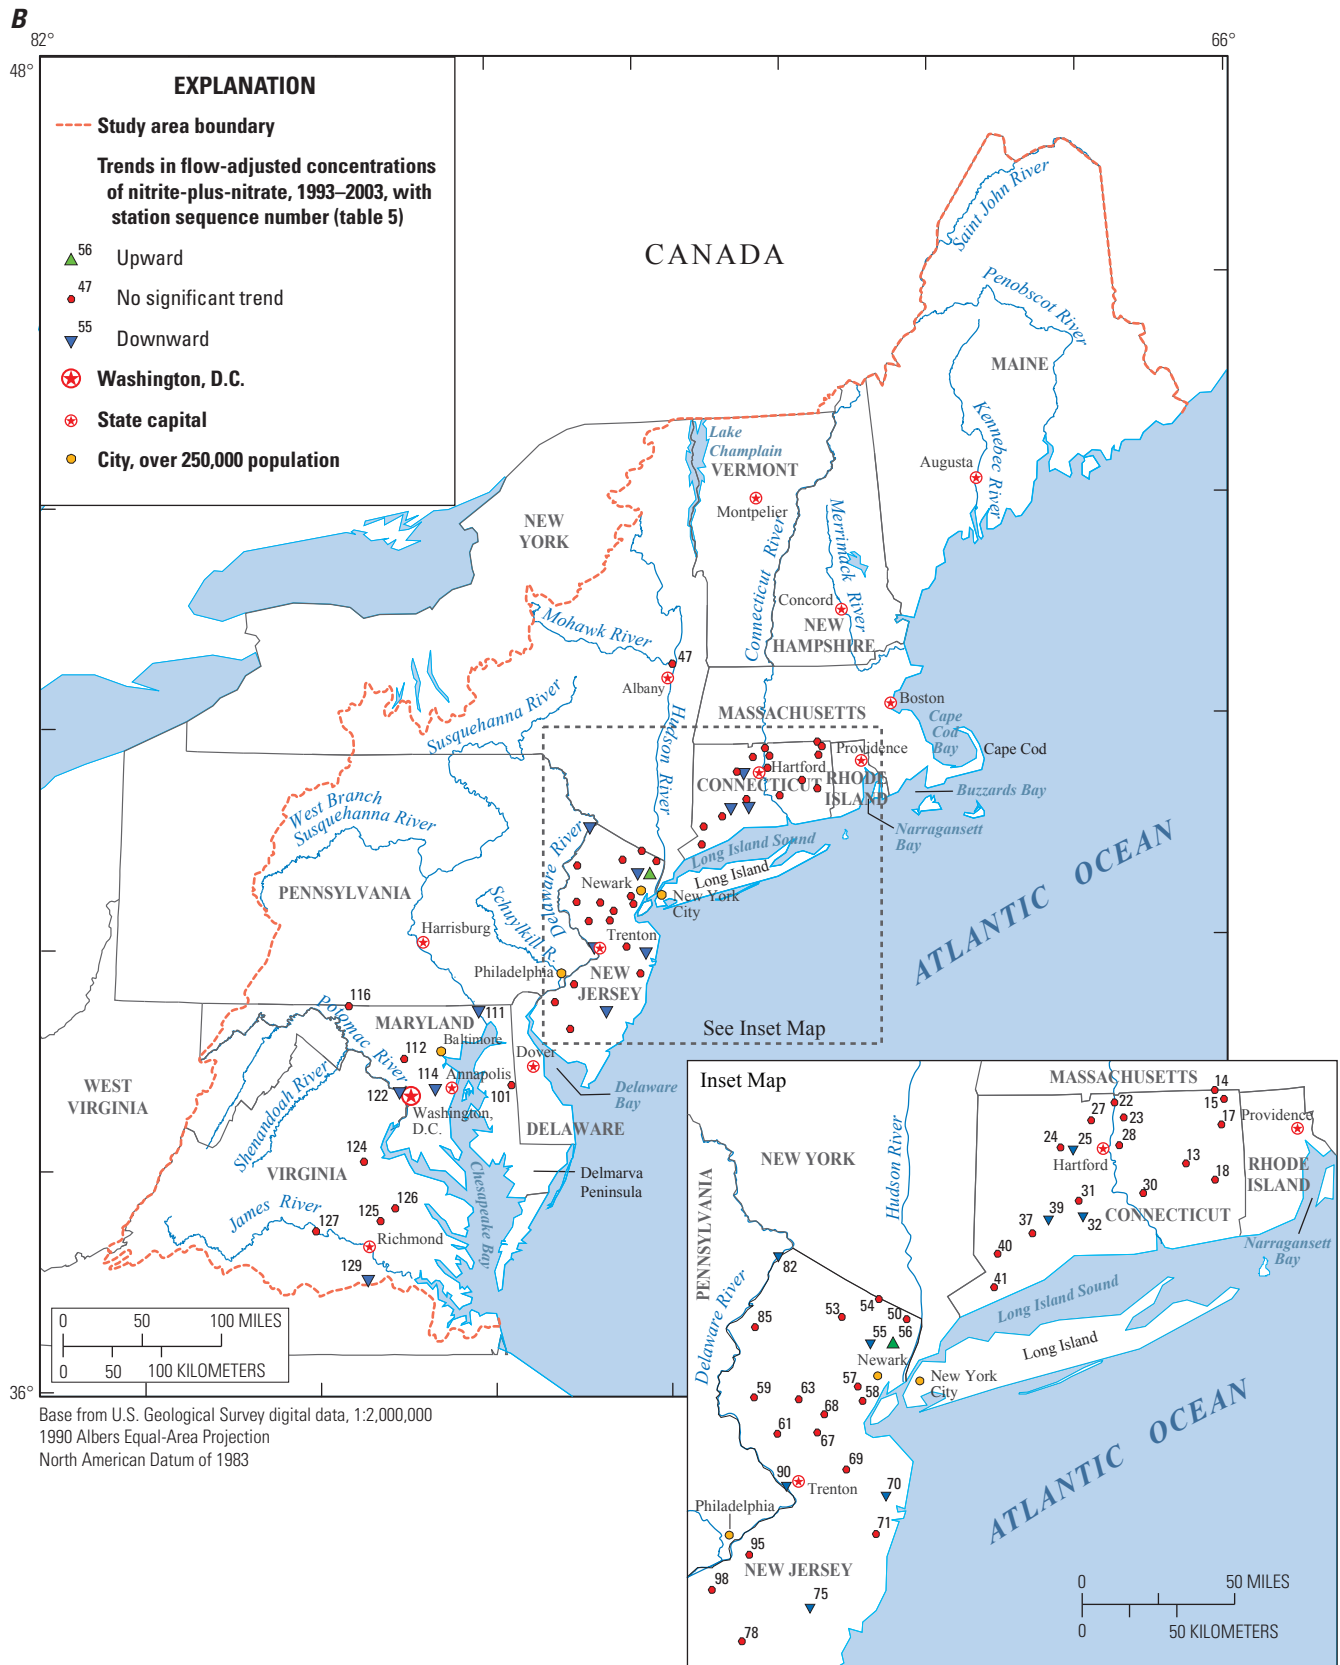 B
82°
66°
48°
EXPLANATION
Study area boundary
Trends in flow-adjusted concentrations
of nitrite-plus-nitrate, 1993–2003, with
station sequence number (table 5)
56
Upward
47
No significant trend
55
Downward
Washington, D.C.
State capital
City, over 250,000 population
CANADA
Saint John River
Penobscot River
MAINE
Kennebec River
Augusta
Lake
Champlain
VERMONT
Montpelier
NEW
YORK
Connecticut River
Merrimack River
Concord
NEW
HAMPSHIRE
Mohawk River
47
Albany
Hudson River
Susquehanna River
MASSACHUSETTS
Boston
Cape
Cod
Bay
Cape Cod
Providence
Hartford
CONNECTICUT
RHODE
ISLAND
Buzzards Bay
Narragansett
Bay
Long Island Sound
Long Island
West Branch
Susquehanna River
Delaware River
PENNSYLVANIA
Newark
New York
City
Schuylkill R.
Harrisburg
Trenton
Philadelphia
NEW
JERSEY
ATLANTIC OCEAN
See Inset Map
116
Potomac River
MARYLAND
111
Baltimore
112
Dover
114
Annapolis
122
101
Washington,
D.C.
Delaware
Bay
DELAWARE
WEST
VIRGINIA
Shenandoah River
124
VIRGINIA
Chesapeake Bay
Delmarva
Peninsula
James River
126
125
127
Richmond
129
0 50 100 MILES
0 50 100 KILOMETERS
36°
Base from U.S. Geological Survey digital data, 1:2,000,000
1990 Albers Equal-Area Projection
North American Datum of 1983
Inset Map
MASSACHUSETTS
14
15
22
27
23
17
Providence
24
25
28
Hartford
13
NEW YORK
Hudson River
PENNSYLVANIA
RHODE
ISLAND
18
31
30
39
32
CONNECTICUT
37
40
Narragansett
Bay
41
82
Long Island Sound
Delaware River
54
53
50
85
55
56
Long Island
Newark
New York
City
57
58
59
63
68
61
67
69
90
Trenton
70
Philadelphia
71
ATLANTIC OCEAN
95
NEW JERSEY
98
75
78
0 50 MILES
0 50 KILOMETERS